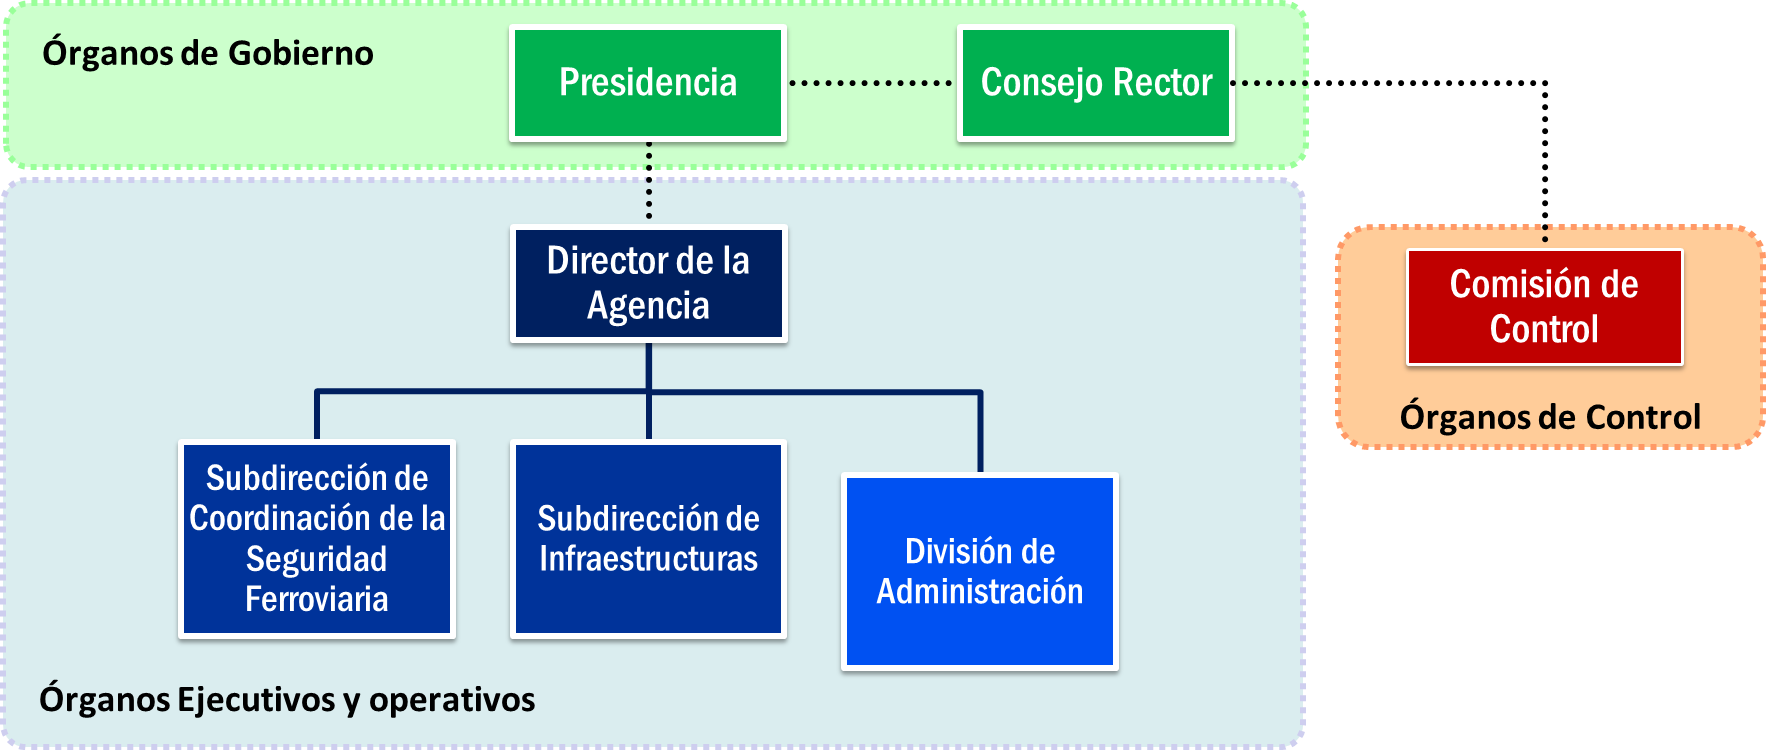 Órganos de Gobierno
Presidencia
Consejo Rector
Director de la
Agencia
Comisión de
Control
Órganos de Control
Subdirección de
Coordinación de la
Seguridad
Ferroviaria
Subdirección de
Infraestructuras
División de
Administración
Órganos Ejecutivos y operativos